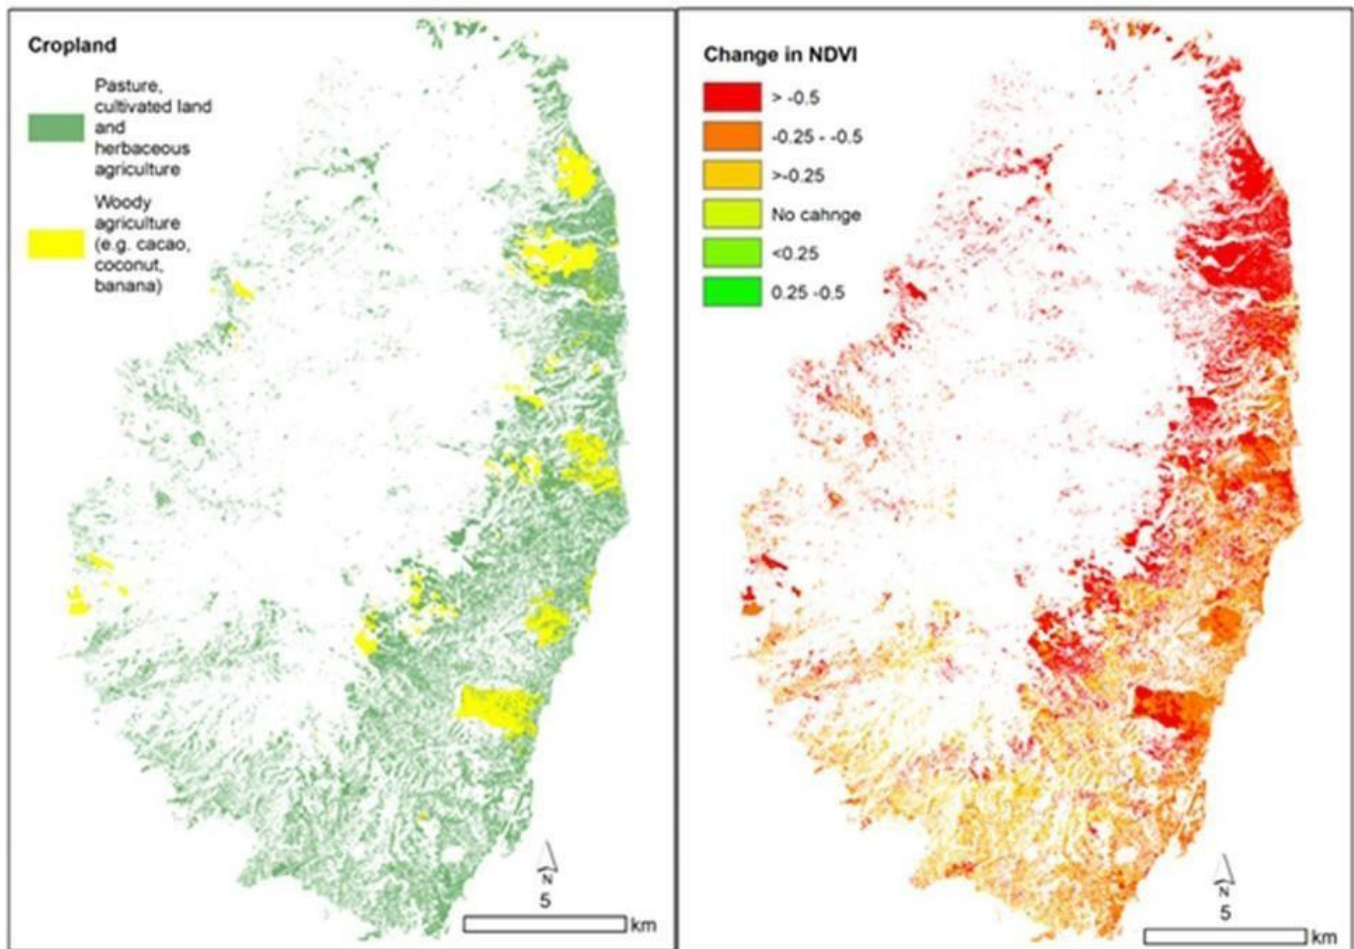 Cropland
Pasture,
cultivated land
and
herbaceous
agriculture
Woody
agriculture
(e.g. cacao,
coconut,
banana)
N
5
km
Change in NDVI
> -0.5
-0.25 - -0.5
>-0.25
No cahnge
<0.25
0.25 -0.5
N
5
km